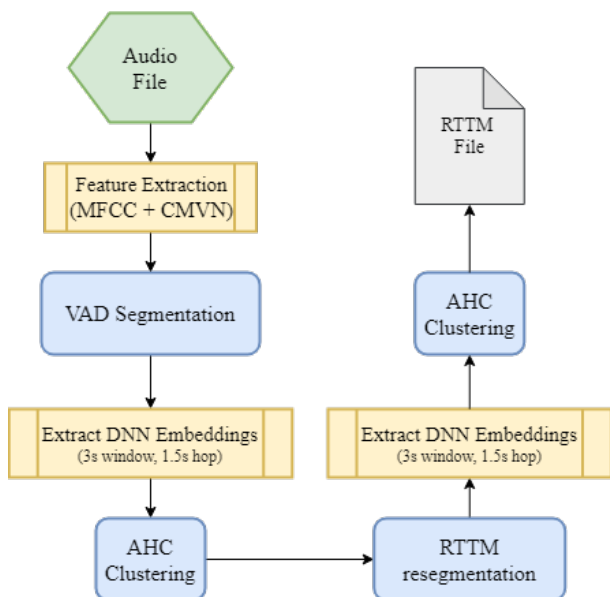 Audio
File
Feature Extraction
(MFCC + CMVN)
VAD Segmentation
Extract DNN Embeddings
(3s window, 1.5s hop)
AHC
Clustering
RTTM
resegmentation
Extract DNN Embeddings
(3s window, 1.5s hop)
AHC
Clustering
RTTM
File